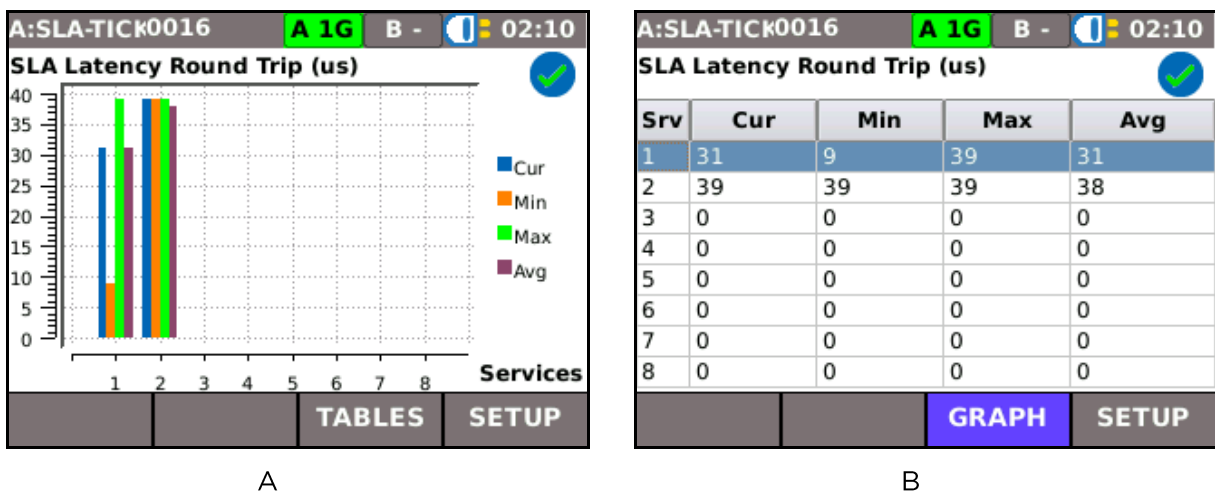 A:SLA-TICK0016 A 1G B - 02:10
SLA Latency Round Trip (us)
40
35
30
25
20
15
10
5
0
Cur
Min
Max
Avg
1 2 3 4 5 6 7 8 Services
TABLES SETUP
A
A:SLA-TICK0016 A 1G B - 02:10
SLA Latency Round Trip (us)
Srv Cur Min Max Avg
1 31 9 39 31
2 39 39 39 38
3 0 0 0 0
4 0 0 0 0
5 0 0 0 0
6 0 0 0 0
7 0 0 0 0
8 0 0 0 0
GRAPH SETUP
B